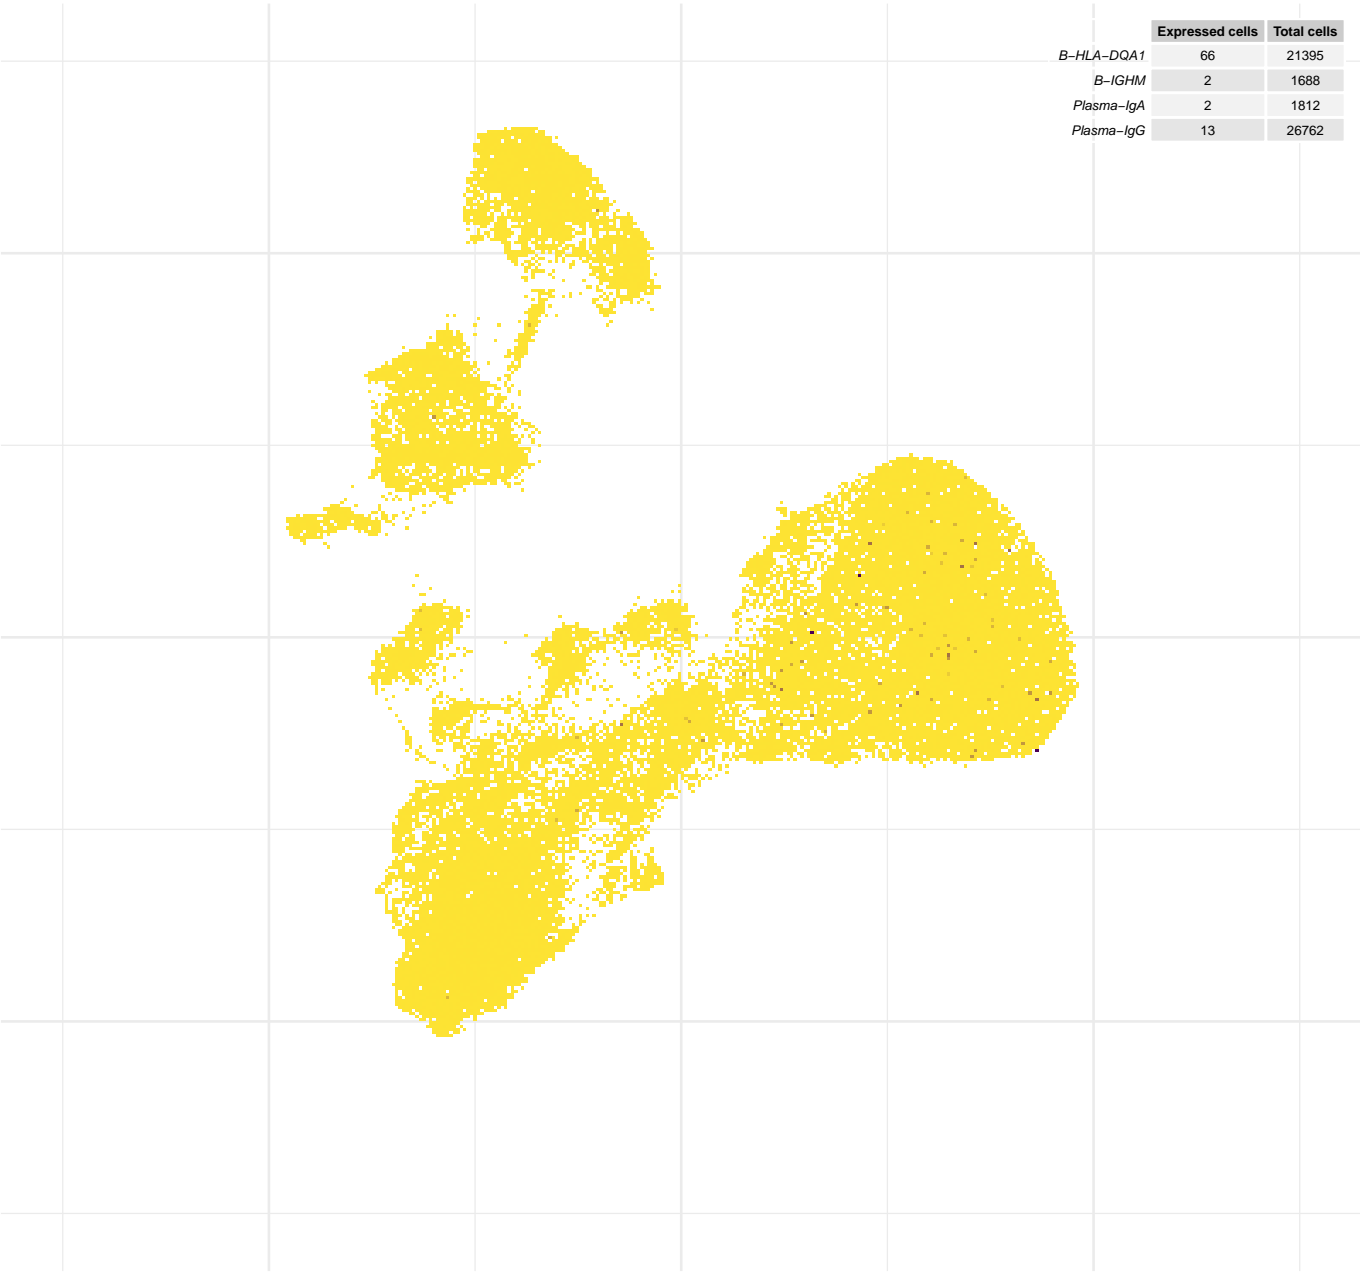 Expressed cells Total cells
B−HLA−DQA1 66 21395
B−IGHM 2 1688
Plasma−IgA 2 1812
Plasma−IgG 13 26762